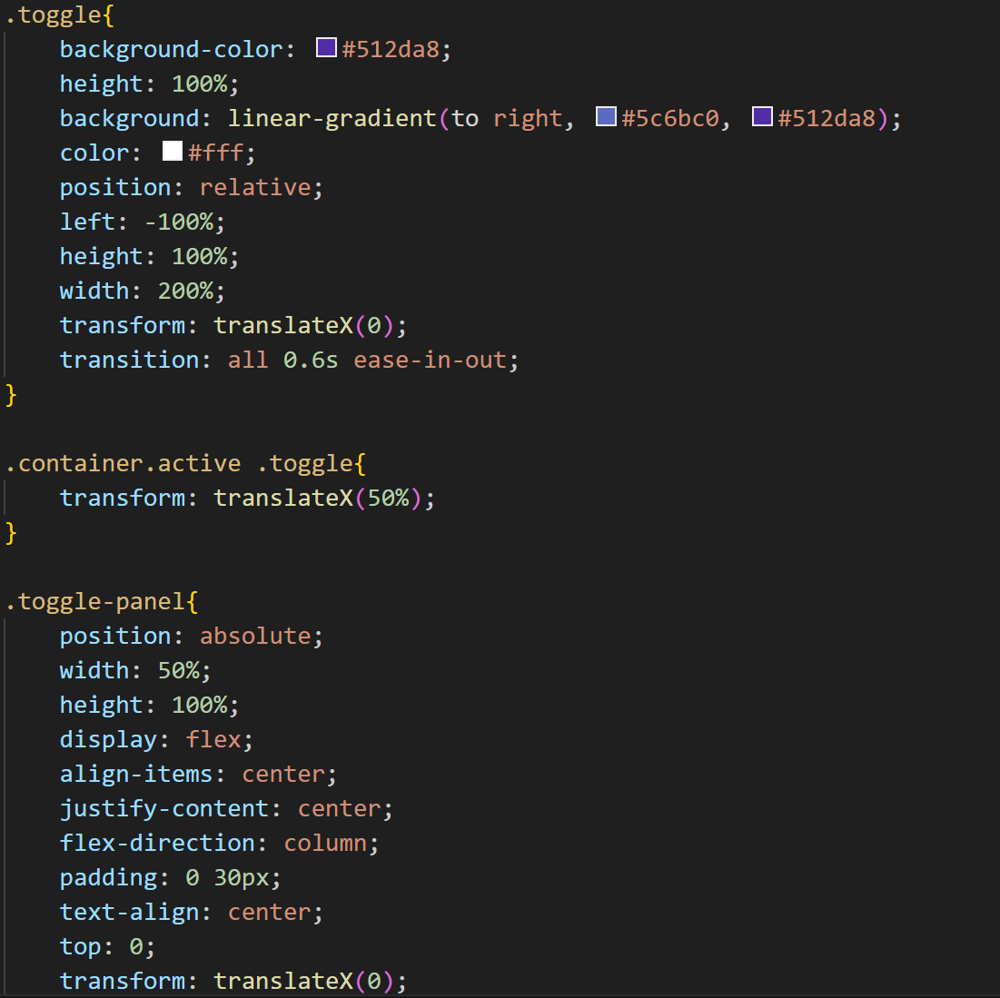 .toggle{
    background-color: #512da8;
    height: 100%;
    background: linear-gradient(to right, #5c6bc0, #512da8);
    color: #fff;
    position: relative;
    left: -100%;
    height: 100%;
    width: 200%;
    transform: translateX(0);
    transition: all 0.6s ease-in-out;
}

.container.active .toggle{
    transform: translateX(50%);
}

.toggle-panel{
    position: absolute;
    width: 50%;
    height: 100%;
    display: flex;
    align-items: center;
    justify-content: center;
    flex-direction: column;
    padding: 0 30px;
    text-align: center;
    top: 0;
    transform: translateX(0);